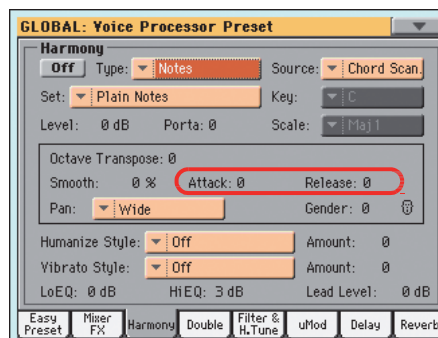 GLOBAL: Voice Processor Preset
Harmony
Off Type: Notes Source: Chord Scan.
Set: Plain Notes Key: C
Level: 0 dB Porta: 0 Scale: Maj1
Octave Transpose: 0
Smooth: 0 % Attack: 0 Release: 0
Pan: Wide Gender: 0
Humanize Style: Off Amount: 0
Vibrato Style: Off Amount: 0
LoEQ: 0 dB HiEQ: 3 dB Lead Level: 0 dB
Easy Preset Mixer FX Harmony Double Filter & H.Tune uMod Delay Reverb